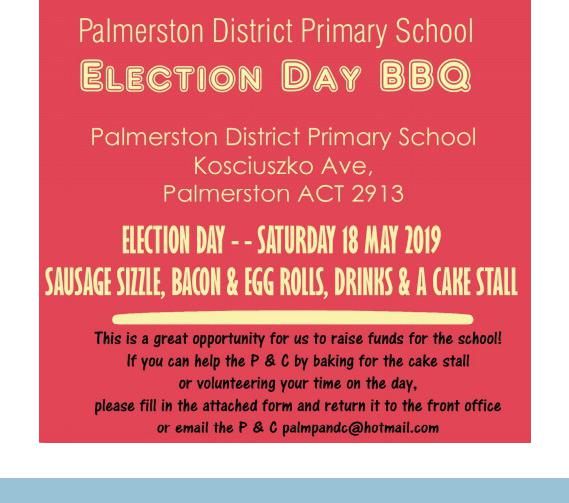 Palmerston District Primary School
ELECTION DAY BBQ
Palmerston District Primary School
Kosciuszko Ave,
Palmerston ACT 2913
ELECTION DAY - - SATURDAY 18 MAY 2019
SAUSAGE SIZZLE, BACON & EGG ROLLS, DRINKS & A CAKE STALL
This is a great opportunity for us to raise funds for the school!
If you can help the P & C by baking for the cake stall
or volunteering your time on the day,
please fill in the attached form and return it to the front office
or email the P & C palmpandc@hotmail.com